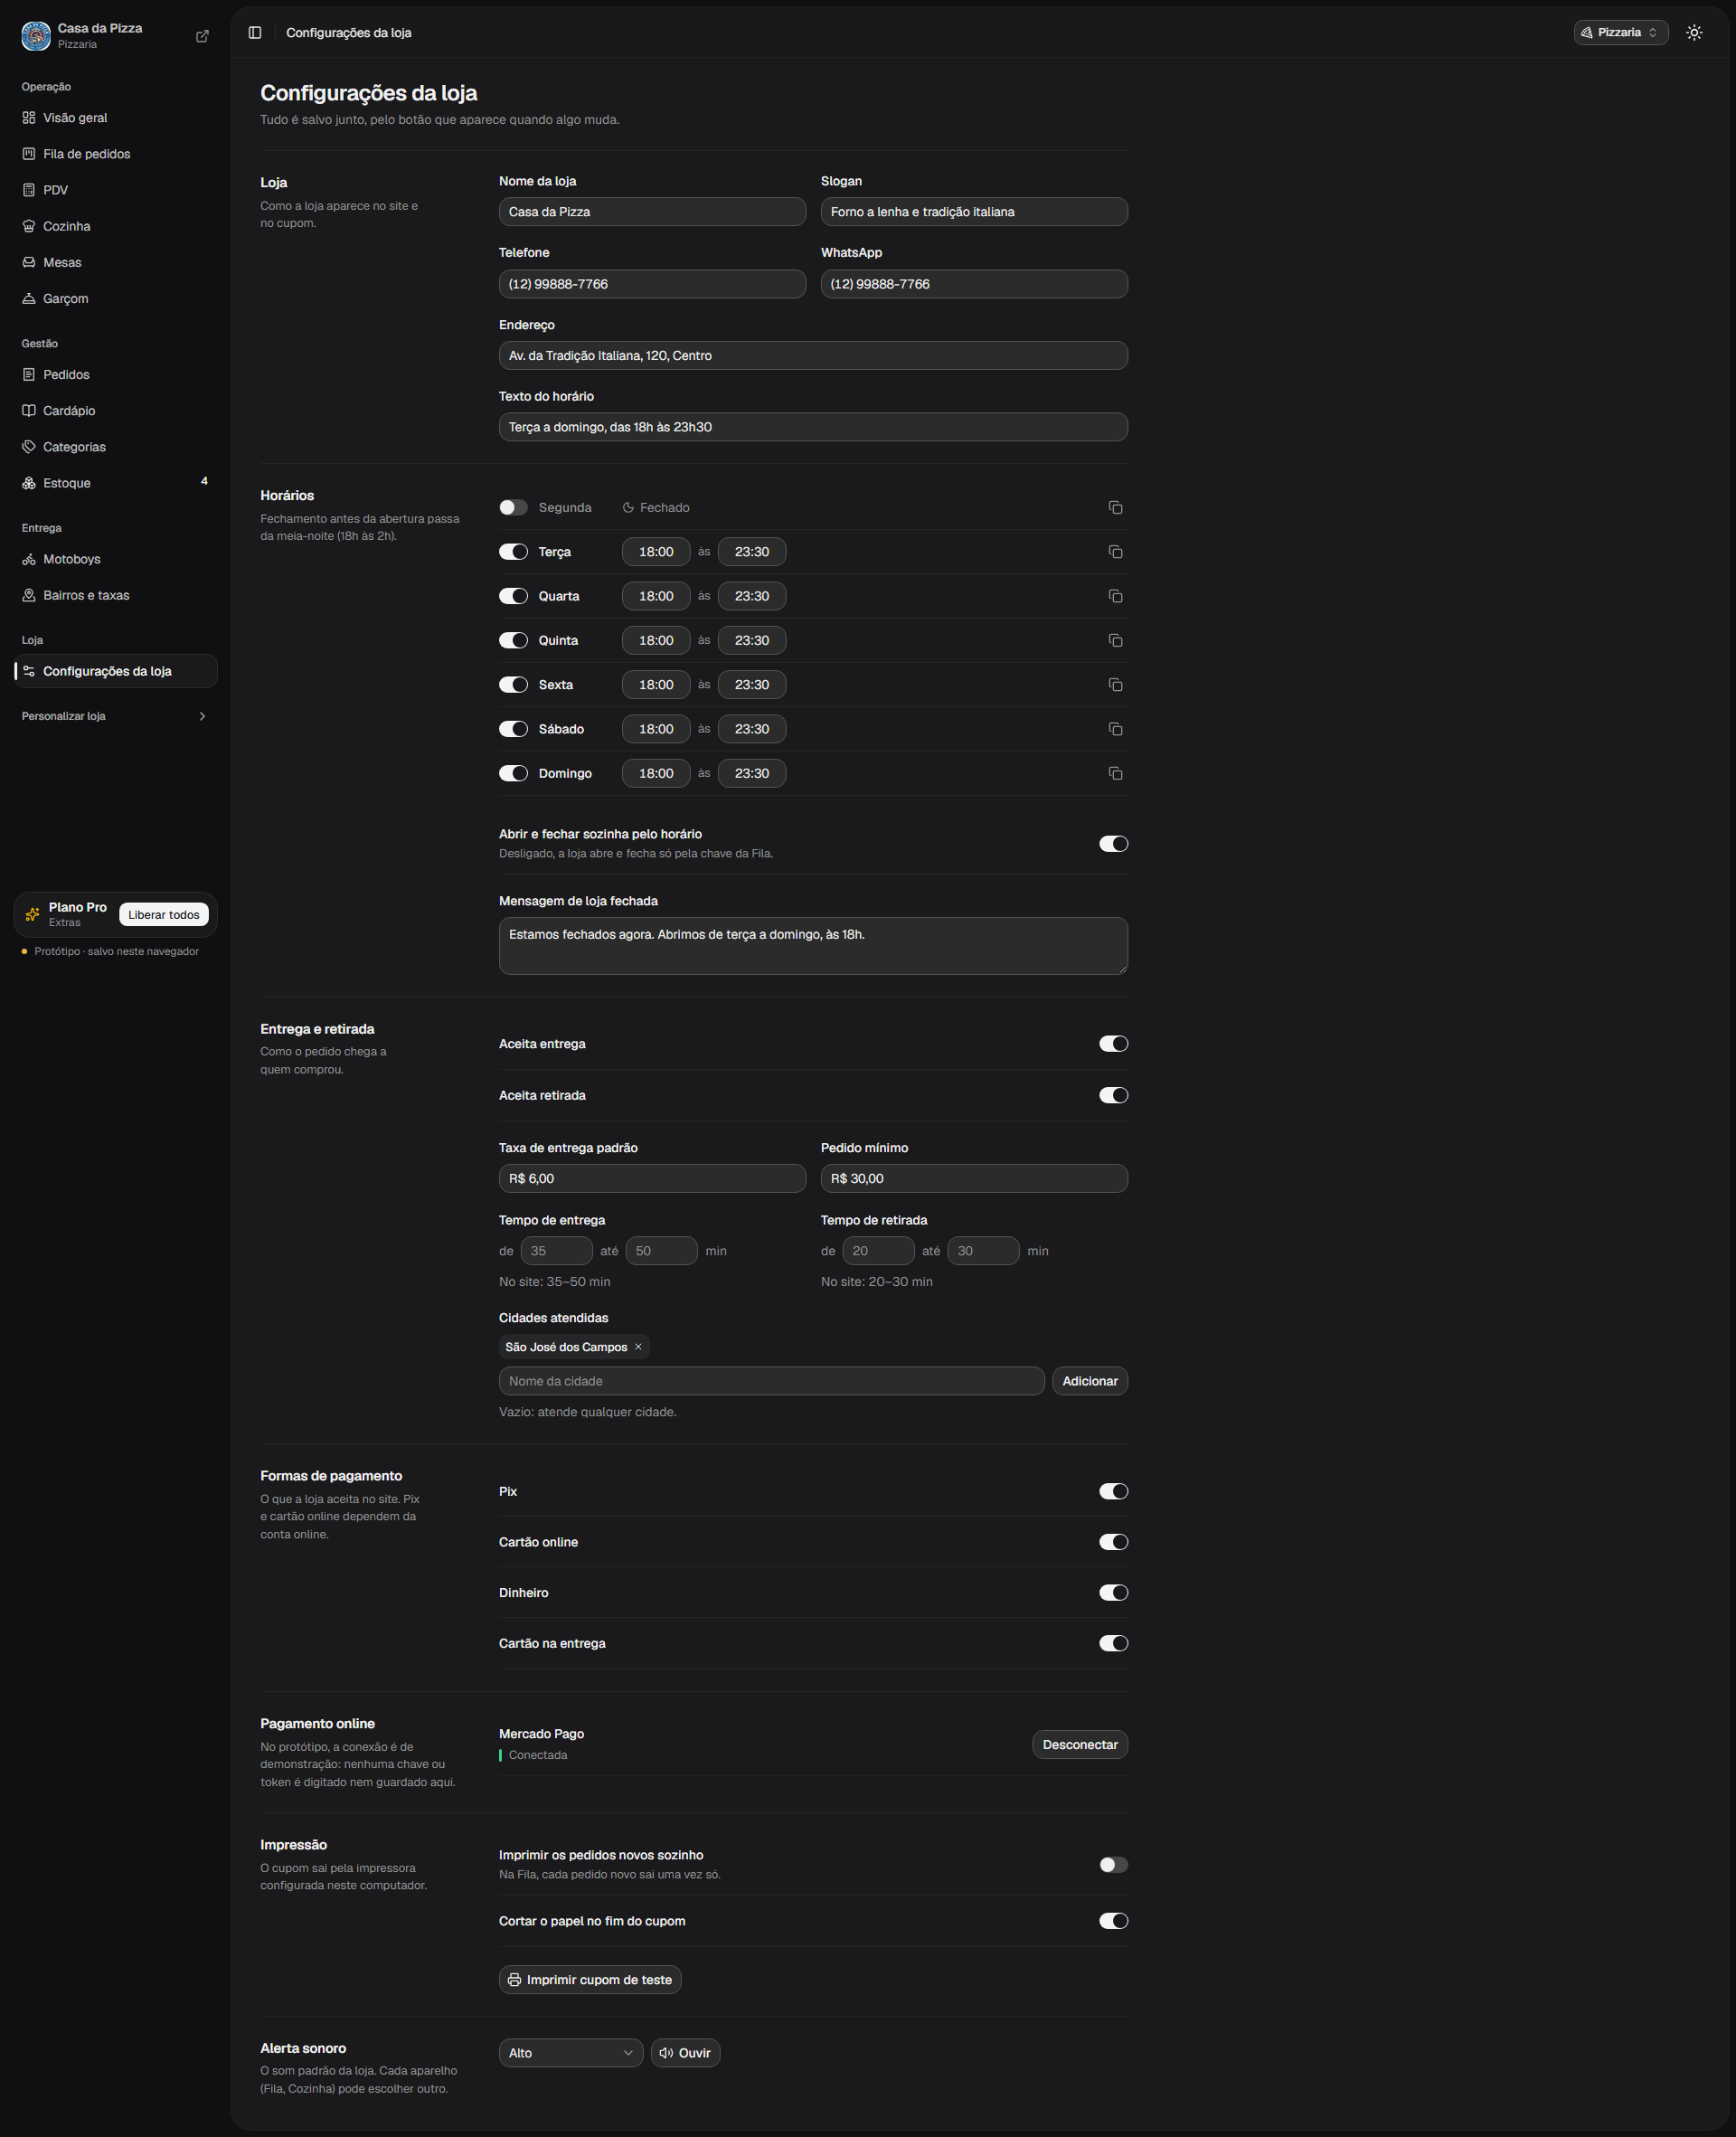 Casa da Pizza
Pizzaria
Operação
Visão geral
Fila de pedidos
PDV
Cozinha
Mesas
Garçom
Gestão
Pedidos
Cardápio
Categorias
Estoque 4
Entrega
Motoboys
Bairros e taxas
Loja
Configurações da loja
Personalizar loja
Plano Pro
Extras
Liberar todos
Protótipo · salvo neste navegador
Configurações da loja
Pizzaria
Configurações da loja
Tudo é salvo junto, pelo botão que aparece quando algo muda.
Loja
Como a loja aparece no site e
no cupom.
Nome da loja
Casa da Pizza
Slogan
Forno a lenha e tradição italiana
Telefone
(12) 99888-7766
WhatsApp
(12) 99888-7766
Endereço
Av. da Tradição Italiana, 120, Centro
Texto do horário
Terça a domingo, das 18h às 23h30
Horários
Fechamento antes da abertura passa
da meia-noite (18h às 2h).
Segunda Fechado
Terça 18:00 às 23:30
Quarta 18:00 às 23:30
Quinta 18:00 às 23:30
Sexta 18:00 às 23:30
Sábado 18:00 às 23:30
Domingo 18:00 às 23:30
Abrir e fechar sozinha pelo horário
Desligado, a loja abre e fecha só pela chave da Fila.
Mensagem de loja fechada
Estamos fechados agora. Abrimos de terça a domingo, às 18h.
Entrega e retirada
Como o pedido chega a
quem comprou.
Aceita entrega
Aceita retirada
Taxa de entrega padrão
R$ 6,00
Pedido mínimo
R$ 30,00
Tempo de entrega
de 35 até 50 min
No site: 35–50 min
Tempo de retirada
de 20 até 30 min
No site: 20–30 min
Cidades atendidas
São José dos Campos ×
Nome da cidade
Adicionar
Vazio: atende qualquer cidade.
Formas de pagamento
O que a loja aceita no site. Pix
e cartão online dependem da
conta online.
Pix
Cartão online
Dinheiro
Cartão na entrega
Pagamento online
No protótipo, a conexão é de
demonstração: nenhuma chave ou
token é digitado nem guardado aqui.
Mercado Pago
Conectada
Desconectar
Impressão
O cupom sai pela impressora
configurada neste computador.
Imprimir os pedidos novos sozinho
Na Fila, cada pedido novo sai uma vez só.
Cortar o papel no fim do cupom
Imprimir cupom de teste
Alerta sonoro
O som padrão da loja. Cada aparelho
(Fila, Cozinha) pode escolher outro.
Alto
Ouvir